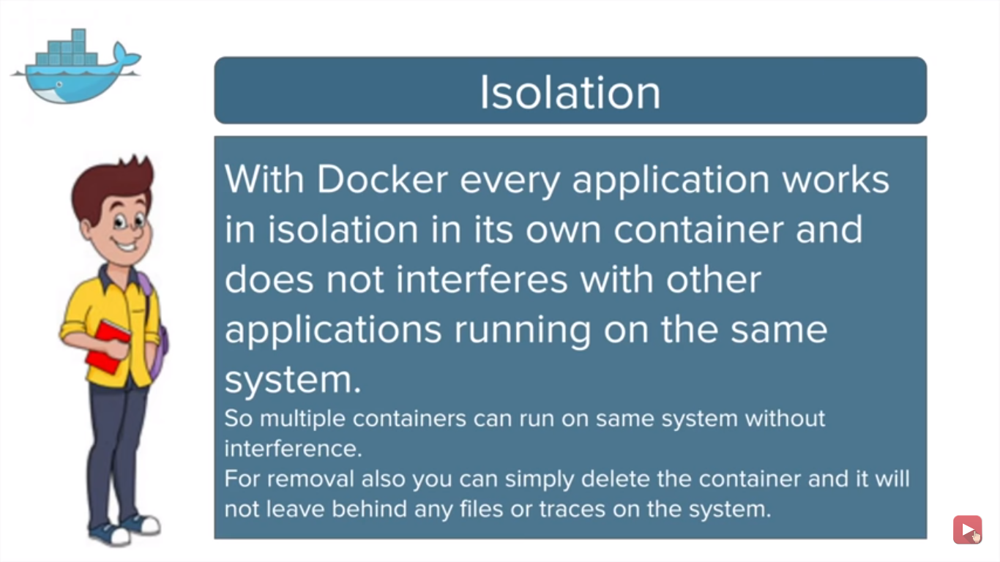 Isolation
With Docker every application works
in isolation in its own container and
does not interferes with other
applications running on the same
system.
So multiple containers can run on same system without
interference.
For removal also you can simply delete the container and it will
not leave behind any files or traces on the system.